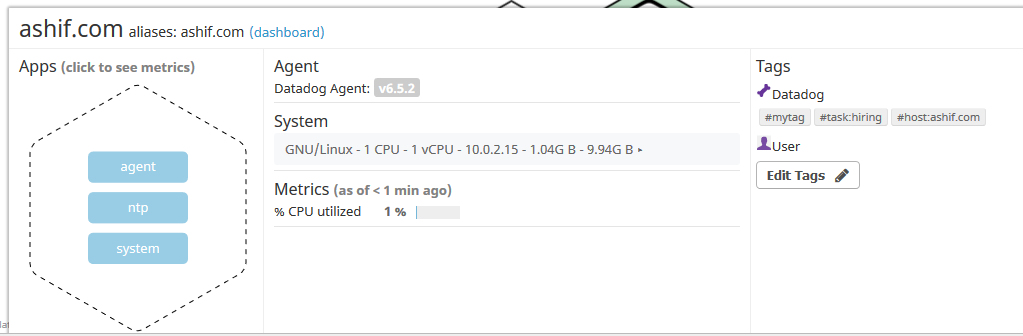 ashif.com aliases: ashif.com (dashboard)
Apps (click to see metrics)
agent
ntp
system
Agent
Datadog Agent: v6.5.2
System
GNU/Linux - 1 CPU - 1 vCPU - 10.0.2.15 - 1.04G B - 9.94G B ▸
Metrics (as of < 1 min ago)
% CPU utilized 1 %
Tags
Datadog
#mytag #task:hiring #host:ashif.com
User
Edit Tags